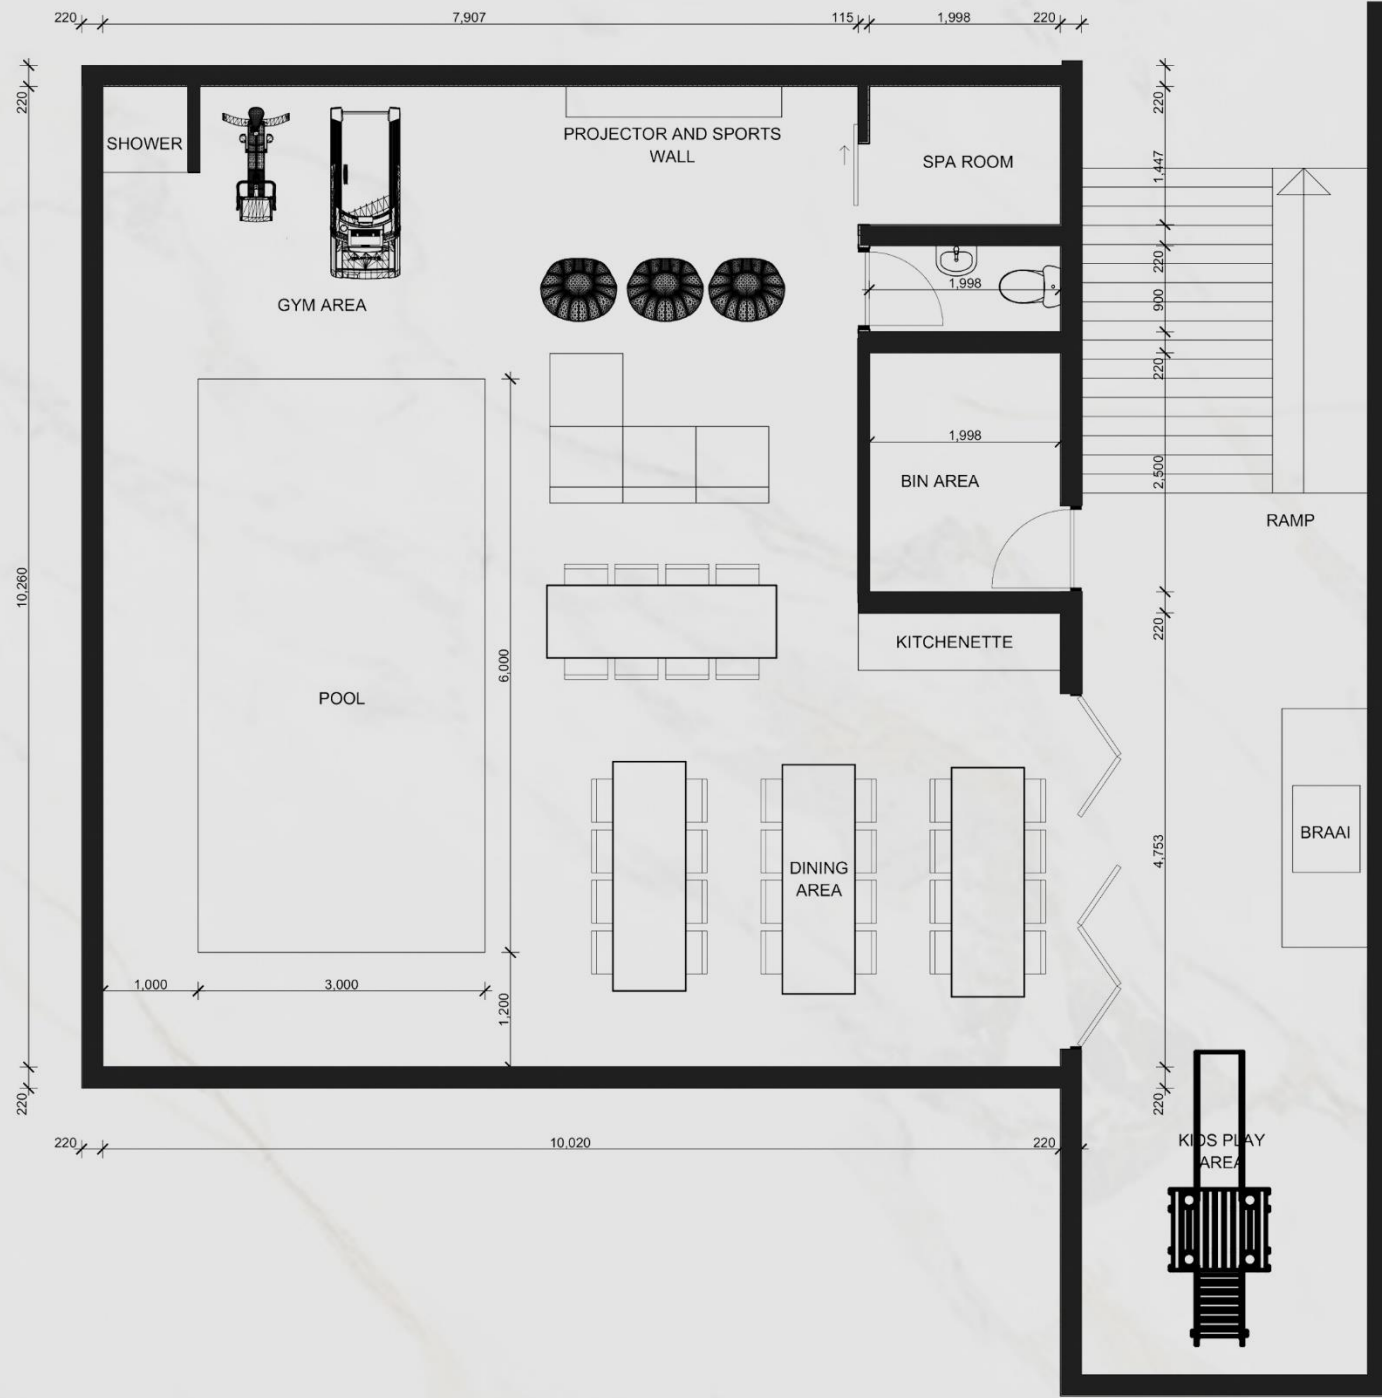 220
7,907
115
1,998
220
220
220
SHOWER
PROJECTOR AND SPORTS
WALL
SPA ROOM
1,447
GYM AREA
1,998
220
900
220
1,998
BIN AREA
2,500
RAMP
10,260
220
KITCHENETTE
6,000
POOL
BRAAI
4,753
DINING
AREA
1,000
3,000
1,200
220
220
220
10,020
220
KIDS PLAY
AREA